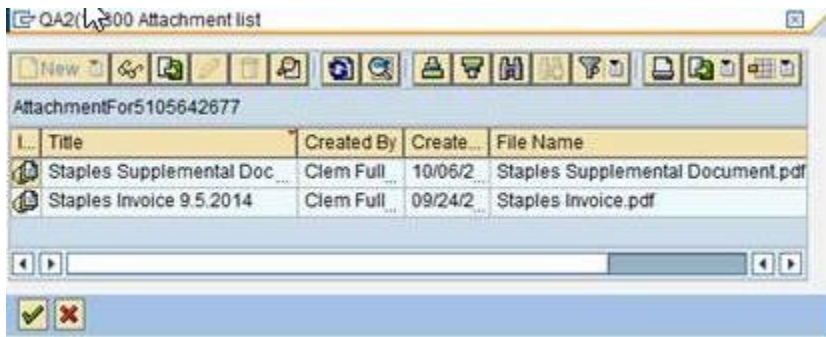 QA2( 800 Attachment list
New
AttachmentFor5105642677
I... Title Created By Create... File Name
Staples Supplemental Doc... Clem Full... 10/06/2... Staples Supplemental Document.pdf
Staples Invoice 9.5.2014 Clem Full... 09/24/2... Staples Invoice.pdf